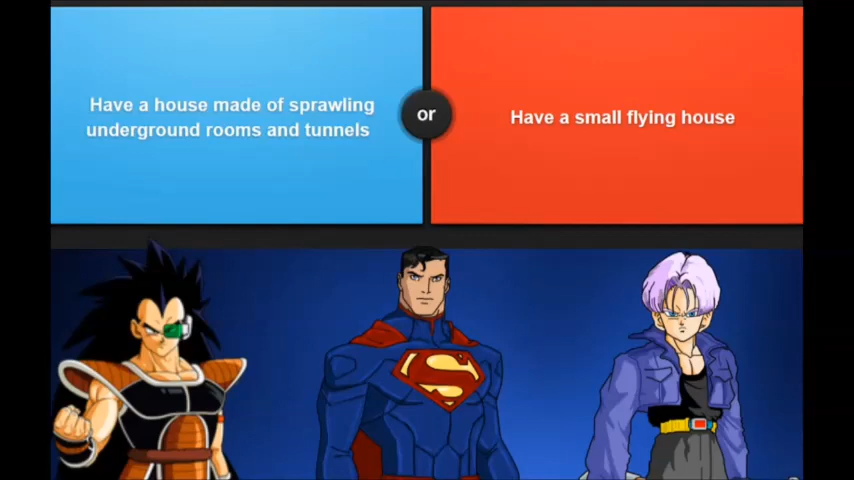 Have a house made of sprawling
underground rooms and tunnels
or
Have a small flying house
S